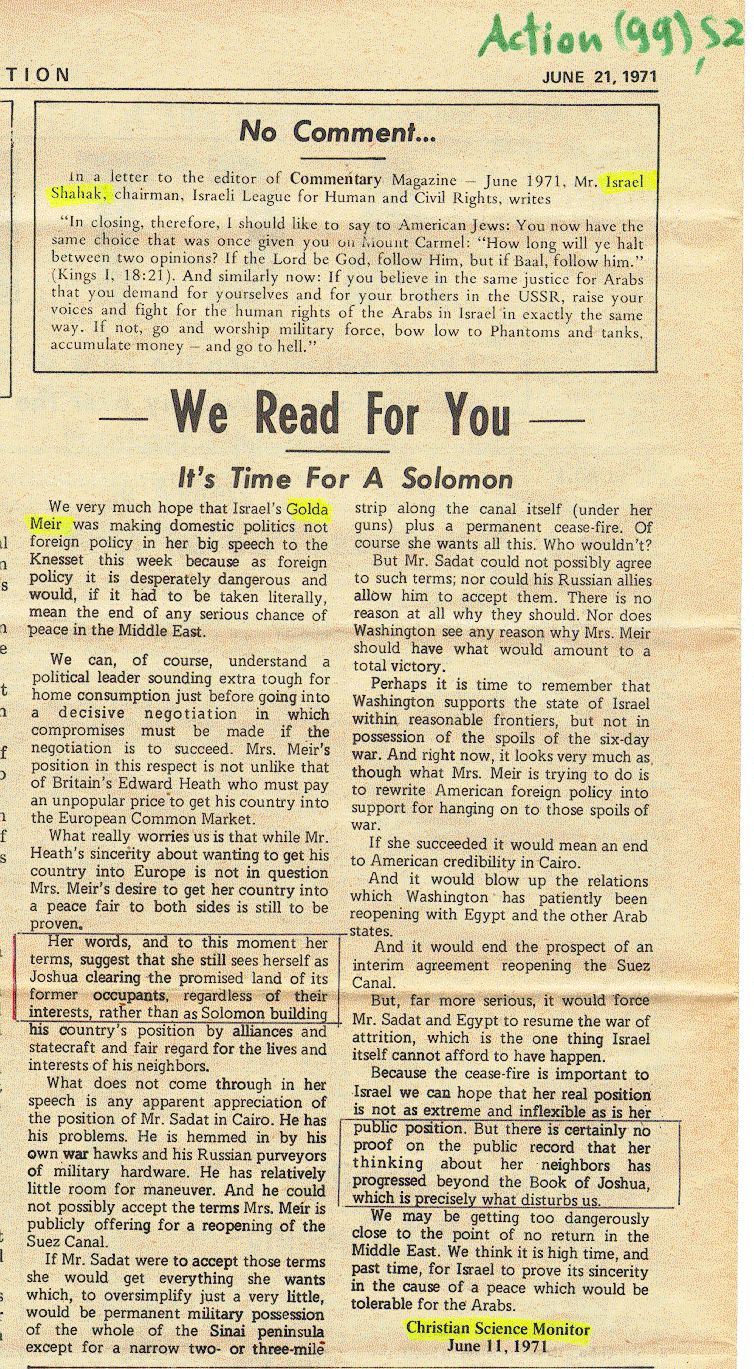 Action (99), S2
TION
JUNE 21, 1971
No Comment...
In a letter to the editor of Commentary Magazine — June 1971, Mr. Israel
Shahak, chairman, Israeli League for Human and Civil Rights, writes
"In closing, therefore, I should like to say to American Jews: You now have the
same choice that was once given you on Mount Carmel: "How long will ye halt
between two opinions? If the Lord be God, follow Him, but if Baal, follow him."
(Kings I, 18:21). And similarly now: If you believe in the same justice for Arabs
that you demand for yourselves and for your brothers in the USSR, raise your
voices and fight for the human rights of the Arabs in Israel in exactly the same
way. If not, go and worship military force, bow low to Phantoms and tanks,
accumulate money — and go to hell."
— We Read For You —
It's Time For A Solomon
We very much hope that Israel's Golda
Meir was making domestic politics not
foreign policy in her big speech to the
Knesset this week because as foreign
policy it is desperately dangerous and
would, if it had to be taken literally,
mean the end of any serious chance of
peace in the Middle East.
We can, of course, understand a
political leader sounding extra tough for
home consumption just before going into
a decisive negotiation in which
compromises must be made if the
negotiation is to succeed. Mrs. Meir's
position in this respect is not unlike that
of Britain's Edward Heath who must pay
an unpopular price to get his country into
the European Common Market.
What really worries us is that while Mr.
Heath's sincerity about wanting to get his
country into Europe is not in question
Mrs. Meir's desire to get her country into
a peace fair to both sides is still to be
proven.
Her words, and to this moment her
terms, suggest that she still sees herself as
Joshua clearing the promised land of its
former occupants, regardless of their
interests, rather than as Solomon building
his country's position by alliances and
statecraft and fair regard for the lives and
interests of his neighbors.
What does not come through in her
speech is any apparent appreciation of
the position of Mr. Sadat in Cairo. He has
his problems. He is hemmed in by his
own war hawks and his Russian purveyors
of military hardware. He has relatively
little room for maneuver. And he could
not possibly accept the terms Mrs. Meir is
publicly offering for a reopening of the
Suez Canal.
If Mr. Sadat were to accept those terms
she would get everything she wants
which, to oversimplify just a very little,
would be permanent military possession
of the whole of the Sinai peninsula
except for a narrow two- or three-mile
strip along the canal itself (under her
guns) plus a permanent cease-fire. Of
course she wants all this. Who wouldn't?
But Mr. Sadat could not possibly agree
to such terms; nor could his Russian allies
allow him to accept them. There is no
reason at all why they should. Nor does
Washington see any reason why Mrs. Meir
should have what would amount to a
total victory.
Perhaps it is time to remember that
Washington supports the state of Israel
within reasonable frontiers, but not in
possession of the spoils of the six-day
war. And right now, it looks very much as
though what Mrs. Meir is trying to do is
to rewrite American foreign policy into
support for hanging on to those spoils of
war.
If she succeeded it would mean an end
to American credibility in Cairo.
And it would blow up the relations
which Washington has patiently been
reopening with Egypt and the other Arab
states.
And it would end the prospect of an
interim agreement reopening the Suez
Canal.
But, far more serious, it would force
Mr. Sadat and Egypt to resume the war of
attrition, which is the one thing Israel
itself cannot afford to have happen.
Because the cease-fire is important to
Israel we can hope that her real position
is not as extreme and inflexible as is her
public position. But there is certainly no
proof on the public record that her
thinking about her neighbors has
progressed beyond the Book of Joshua,
which is precisely what disturbs us.
We may be getting too dangerously
close to the point of no return in the
Middle East. We think it is high time, and
past time, for Israel to prove its sincerity
in the cause of a peace which would be
tolerable for the Arabs.
Christian Science Monitor
June 11, 1971